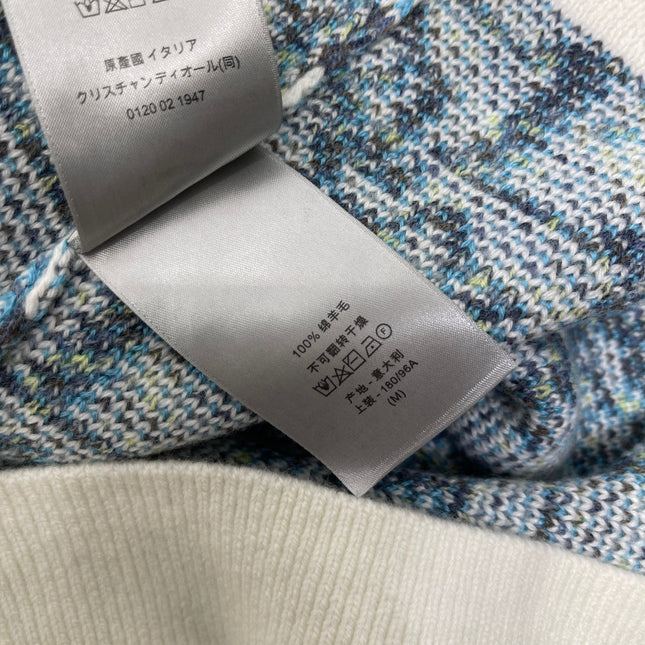 原産國 イタリア
クリスチャンディオール(同)
0120 02 1947
100% 绵羊毛
不可翻转干燥
F
产地 - 意大利
上装 - 180/96A
(M)